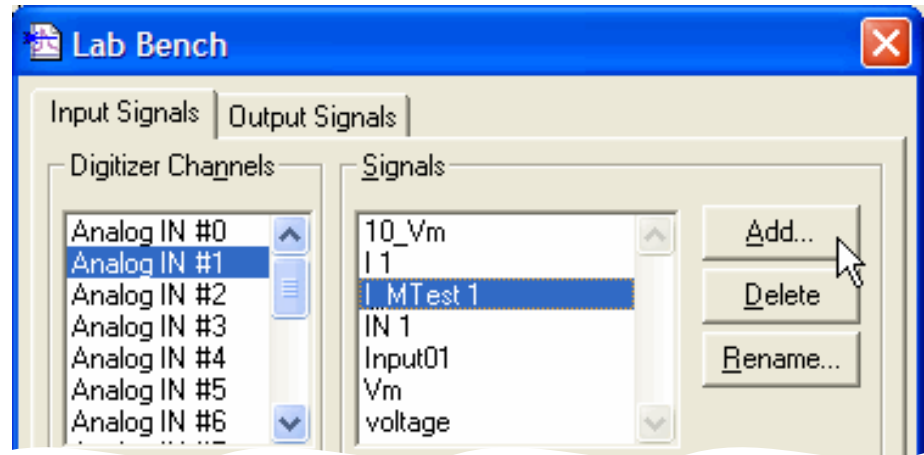 Lab Bench
Input Signals Output Signals
Digitizer Channels
Analog IN #0
Analog IN #1
Analog IN #2
Analog IN #3
Analog IN #4
Analog IN #5
Analog IN #6
Signals
10_Vm
I 1
I_MTest 1
IN 1
Input01
Vm
voltage
Add...
Delete
Rename...